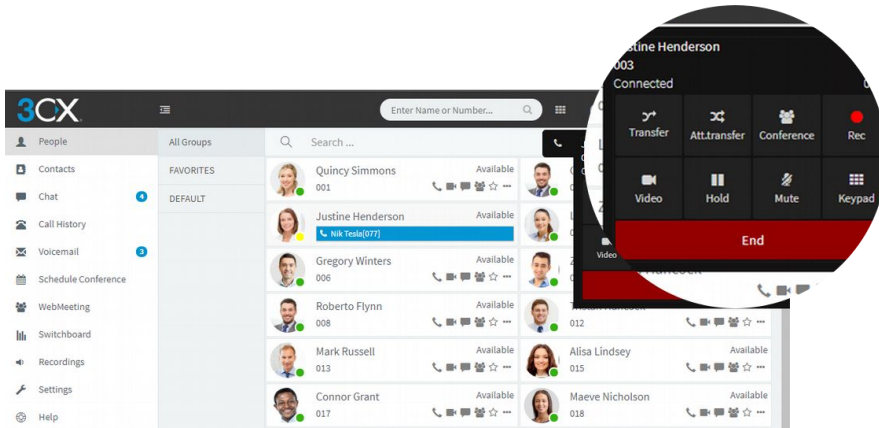 3CX
Enter Name or Number...
People
Contacts
Chat 4
Call History
Voicemail 3
Schedule Conference
WebMeeting
Switchboard
Recordings
Settings
Help
All Groups
FAVORITES
DEFAULT
Search ...
Quincy Simmons Available
001
Justine Henderson Available
Nik Tesla[077]
Gregory Winters Available
006
Roberto Flynn Available
008
Mark Russell Available
013
Connor Grant Available
017
012
Alisa Lindsey Available
015
Maeve Nicholson Available
018
Video
stine Henderson
003
Connected
Transfer Att.transfer Conference Rec
Video Hold Mute Keypad
End